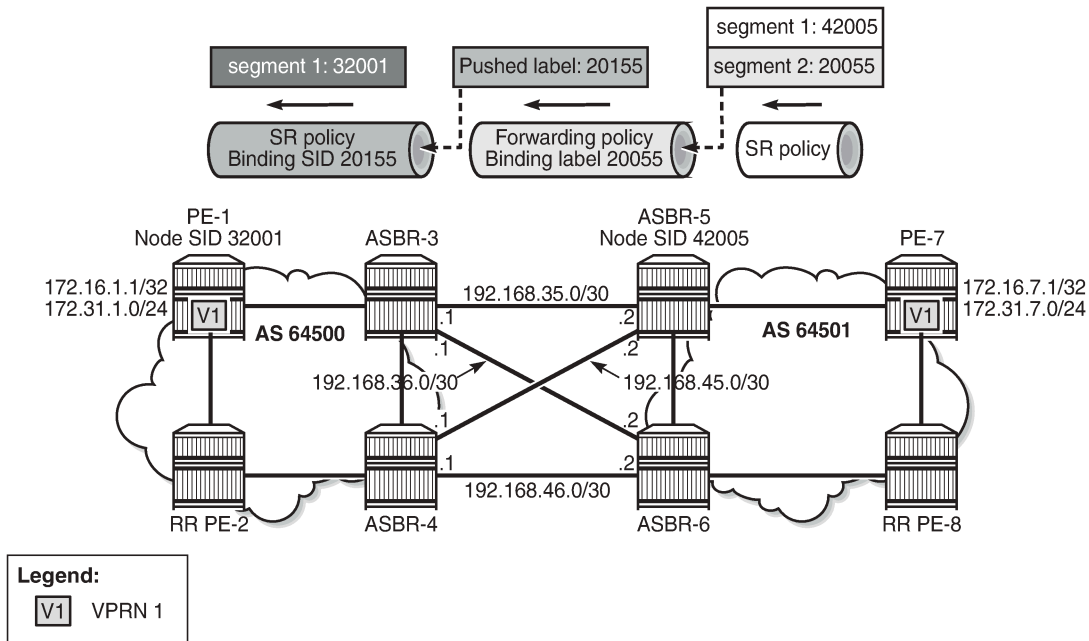 segment 1: 42005
segment 1: 32001
Pushed label: 20155
segment 2: 20055
SR policy
Binding SID 20155
Forwarding policy
Binding label 20055
SR policy
PE-1
Node SID 32001
ASBR-3
ASBR-5
Node SID 42005
PE-7
172.16.1.1/32
172.31.1.0/24
V1
AS 64500
192.168.35.0/30
.1
.2
.1
.2
AS 64501
V1
172.16.7.1/32
172.31.7.0/24
192.168.36.0/30
192.168.45.0/30
.1
.2
.1
.2
192.168.46.0/30
RR PE-2
ASBR-4
ASBR-6
RR PE-8
Legend:
V1
VPRN 1